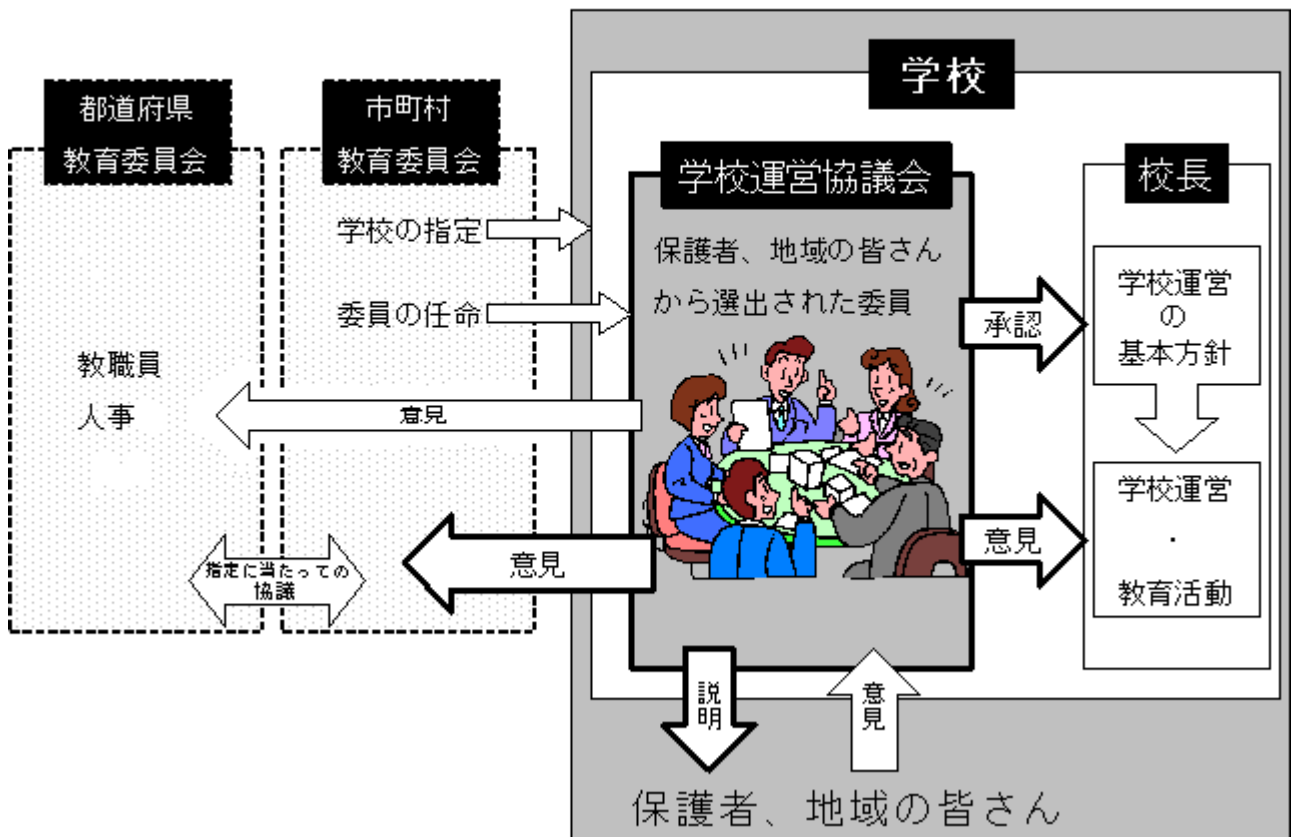 都道府県
教育委員会
教職員
人事
市町村
教育委員会
学校の指定
委員の任命
意見
意見
指定に当たっての
協議
学校
学校運営協議会
保護者、地域の皆さん
から選出された委員
承認
意見
校長
学校運営
の
基本方針
学校運営
・
教育活動
説明
意見
保護者、地域の皆さん